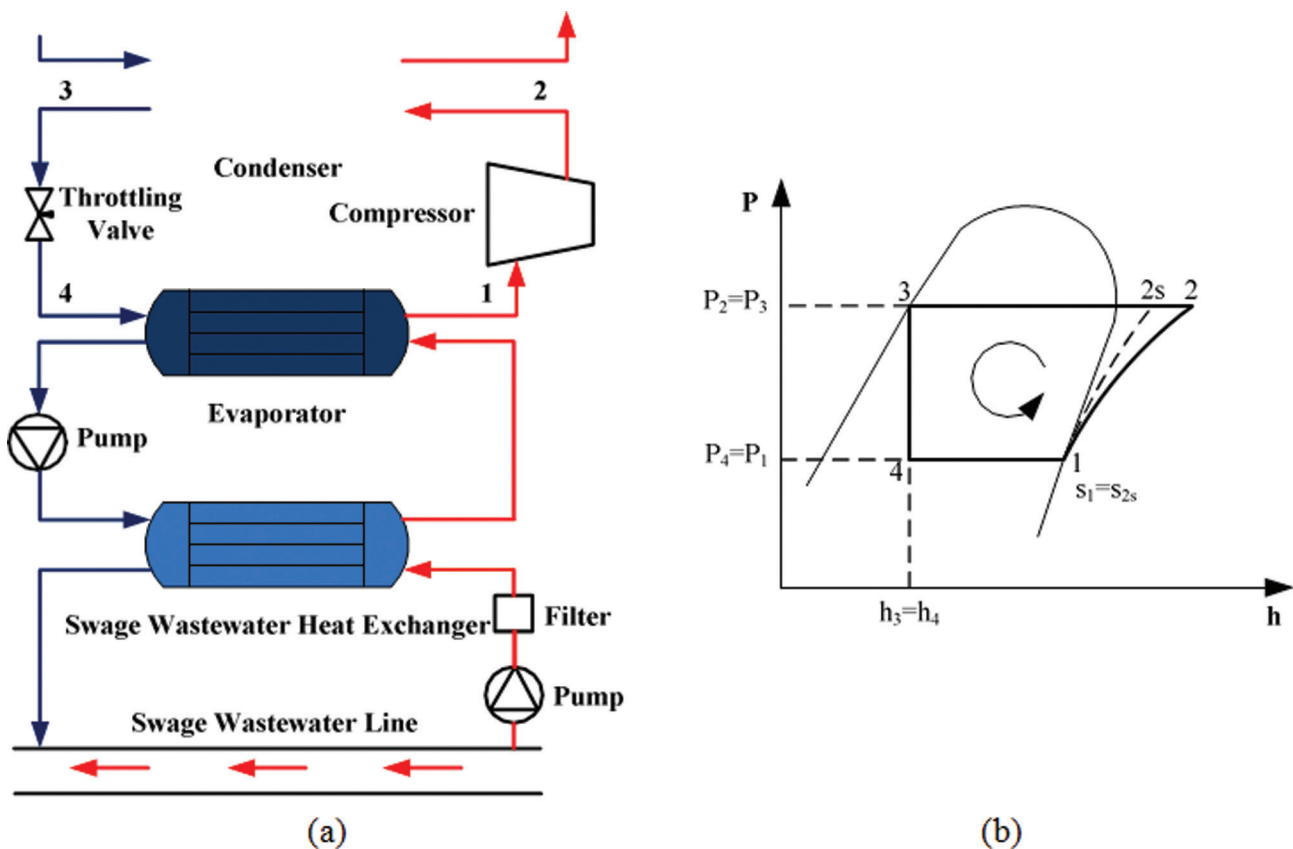 3
2
Condenser
Throttling
Valve
Compressor
4
1
Evaporator
Pump
Swage Wastewater Heat Exchanger
Filter
Pump
Swage Wastewater Line
(a)
P
3
2s
2
P₂=P₃
P₄=P₁
4
1
s₁=s₂ₛ
h₃=h₄
h
(b)